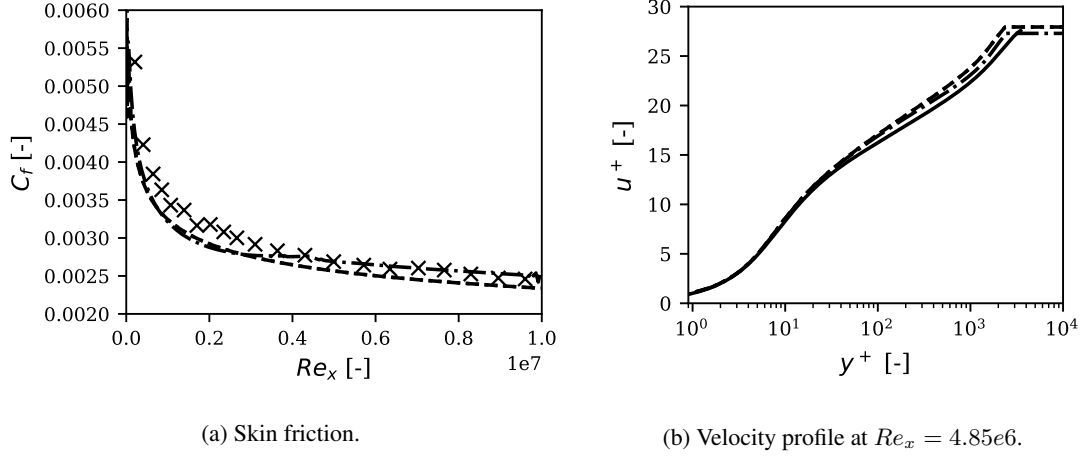 0.0060
0.0055
0.0050
0.0045
0.0040
0.0035
0.0030
0.0025
0.0020
C_f [-]
0.0 0.2 0.4 0.6 0.8 1.0
1e7
Re_x [-]
(a) Skin friction.
30
25
20
15
10
5
0
u^+ [-]
10^0 10^1 10^2 10^3 10^4
y^+ [-]
(b) Velocity profile at Re_x = 4.85e6.